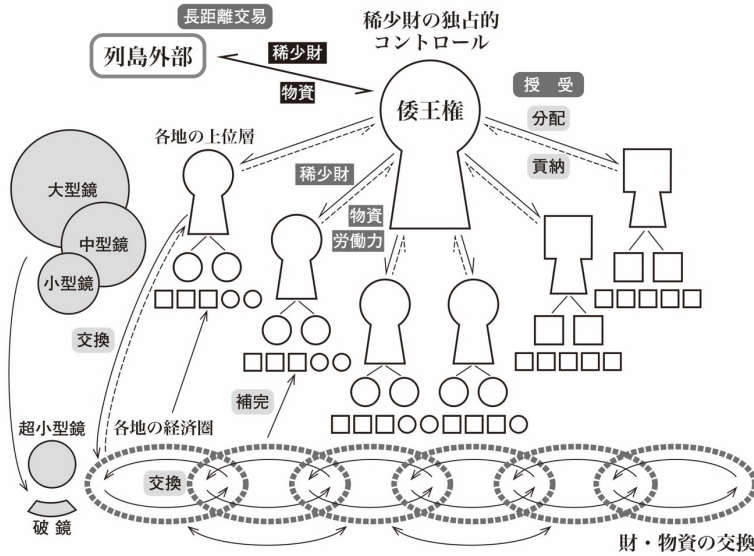 長距離交易
稀少財の独占的
コントロール
列島外部
稀少財
物資
倭王権
授 受
分配
貢納
各地の上位層
大型鏡
中型鏡
小型鏡
稀少財
物資
労働力
交換
補完
各地の経済圏
超小型鏡
交換
破 鏡
財・物資の交換